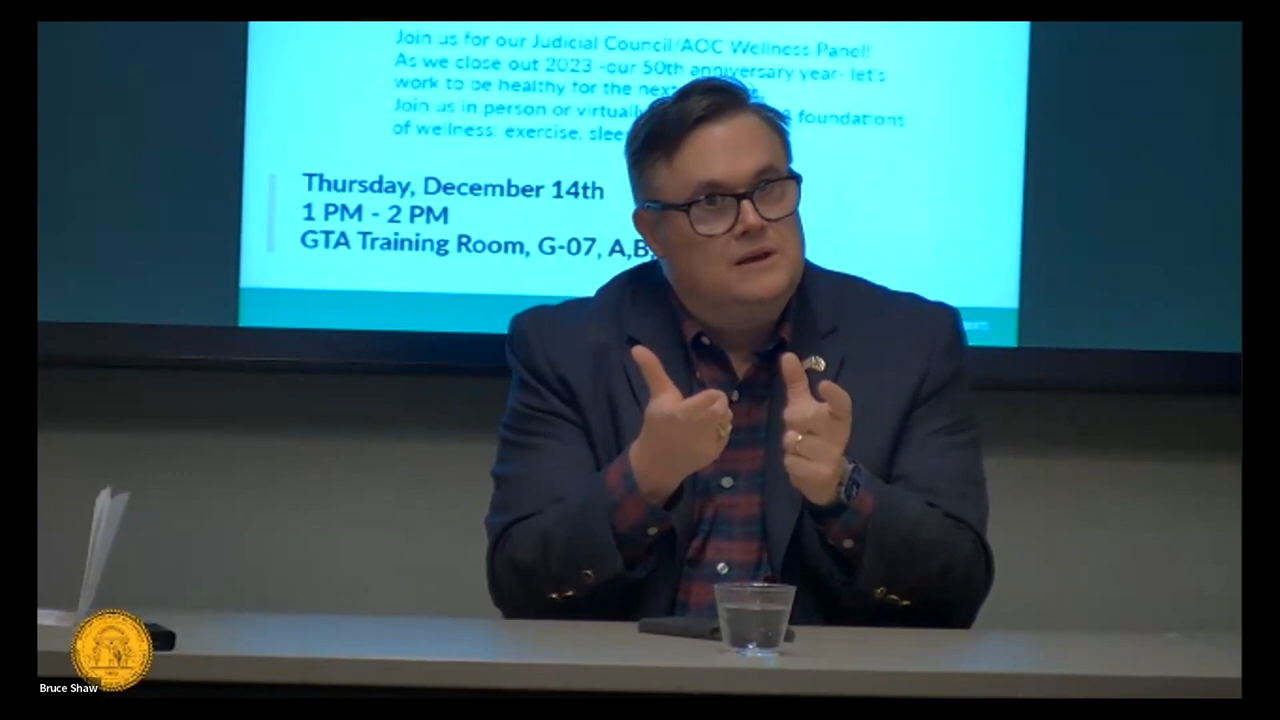 Join us for our Judicial Council/AOC Wellness Panel!
As we close out 2023 -our 50th anniversary year- let's
work to be healthy for the next
Join us in person or virtually foundations
of wellness: exercise, slee
Thursday, December 14th
1 PM - 2 PM
GTA Training Room, G-07, A,B,
Bruce Shaw